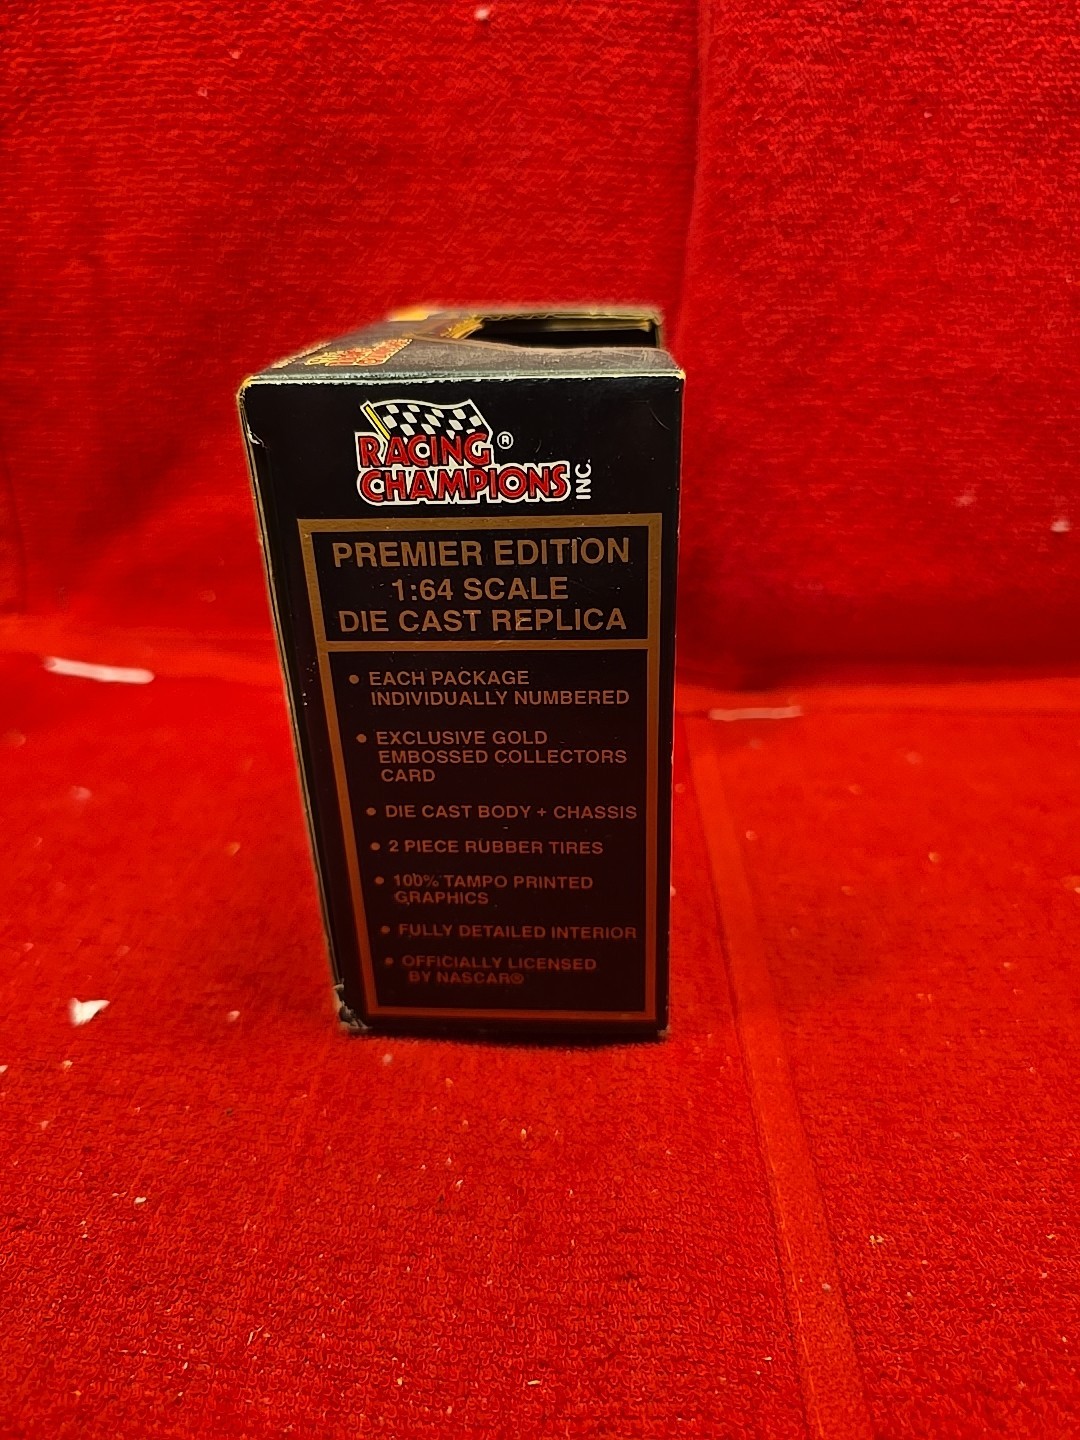 RACING ®
CHAMPIONS INC.
PREMIER EDITION
1:64 SCALE
DIE CAST REPLICA
• EACH PACKAGE
INDIVIDUALLY NUMBERED
• EXCLUSIVE GOLD
EMBOSSED COLLECTORS
CARD
• DIE CAST BODY + CHASSIS
• 2 PIECE RUBBER TIRES
• 100% TAMPO PRINTED
GRAPHICS
• FULLY DETAILED INTERIOR
• OFFICIALLY LICENSED
BY NASCAR®